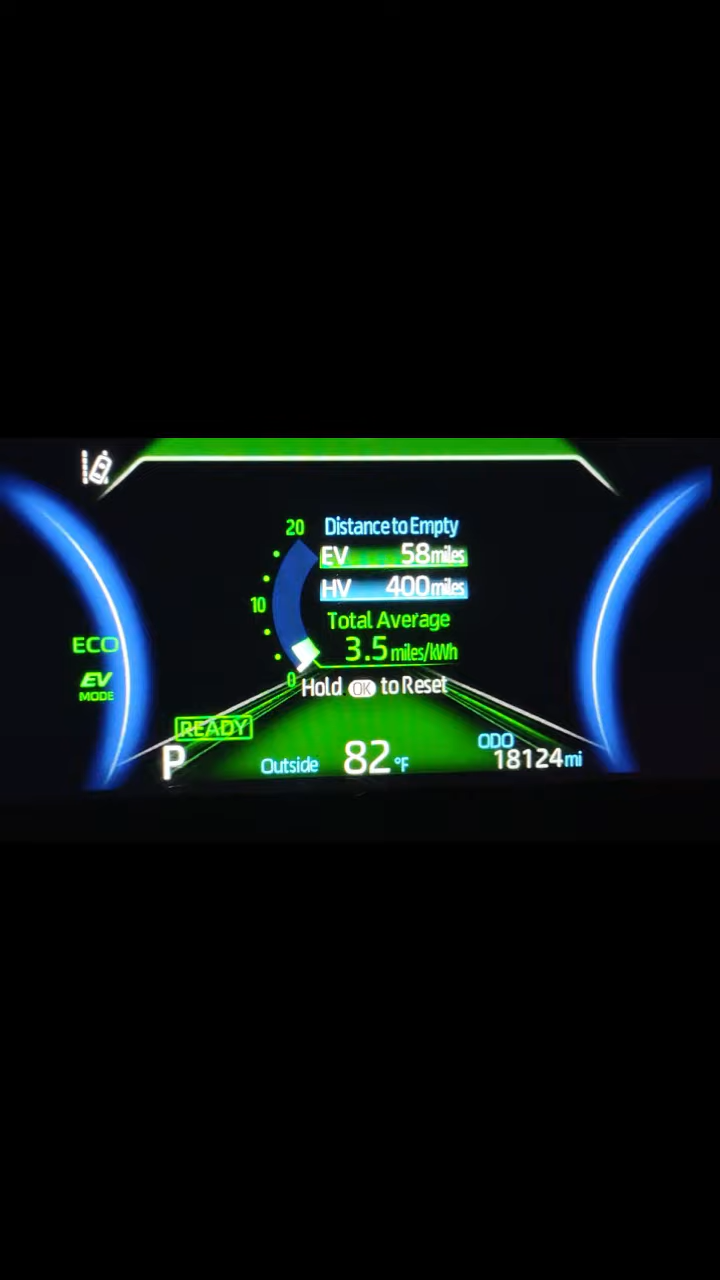 20 Distance to Empty
EV 58 miles
HV 400 miles
10 Total Average
3.5 miles/kWh
ECO
EV
MODE
0 Hold OK to Reset
READY
P Outside 82 °F ODO
18124 mi